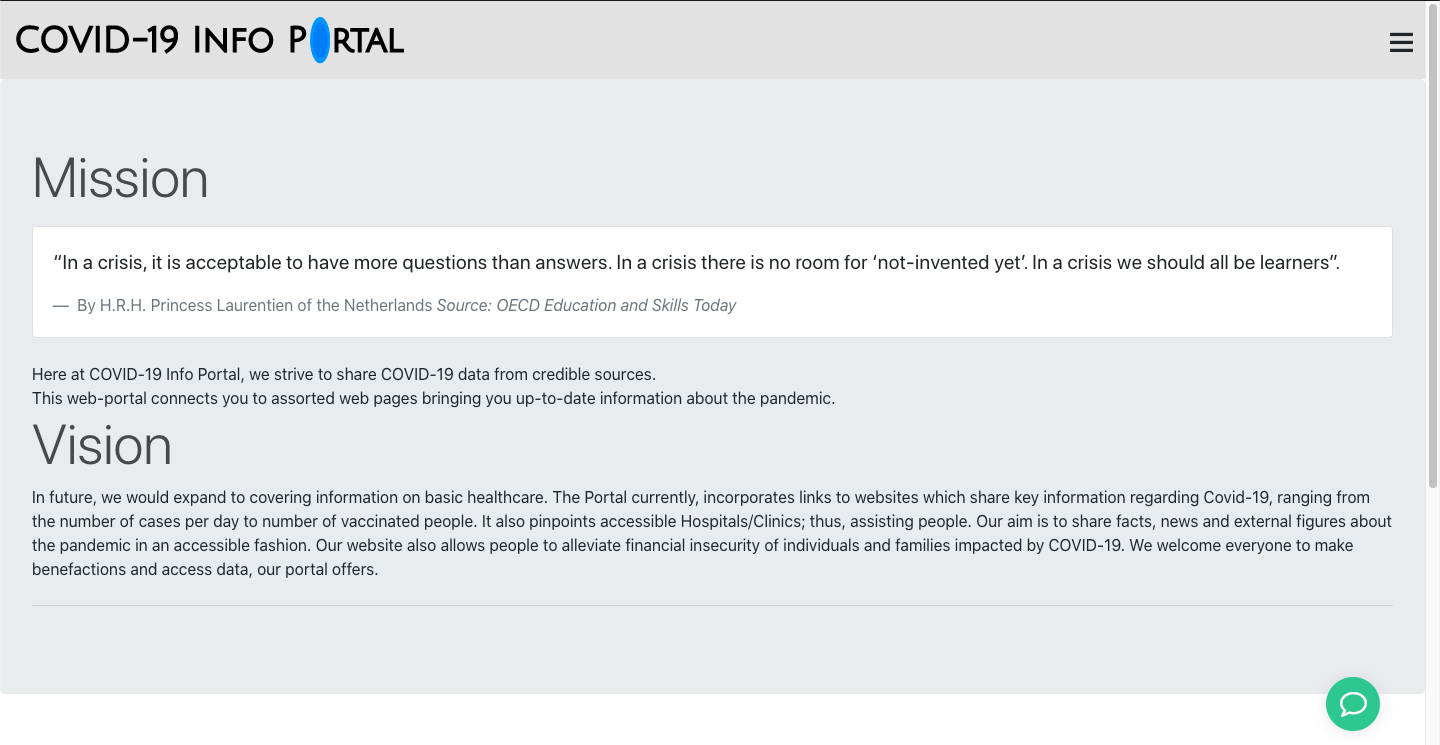 COVID-19 INFO PORTAL
Mission
“In a crisis, it is acceptable to have more questions than answers. In a crisis there is no room for ‘not-invented yet’. In a crisis we should all be learners”.
— By H.R.H. Princess Laurentien of the Netherlands Source: OECD Education and Skills Today
Here at COVID-19 Info Portal, we strive to share COVID-19 data from credible sources.
This web-portal connects you to assorted web pages bringing you up-to-date information about the pandemic.
Vision
In future, we would expand to covering information on basic healthcare. The Portal currently, incorporates links to websites which share key information regarding Covid-19, ranging from
the number of cases per day to number of vaccinated people. It also pinpoints accessible Hospitals/Clinics; thus, assisting people. Our aim is to share facts, news and external figures about
the pandemic in an accessible fashion. Our website also allows people to alleviate financial insecurity of individuals and families impacted by COVID-19. We welcome everyone to make
benefactions and access data, our portal offers.